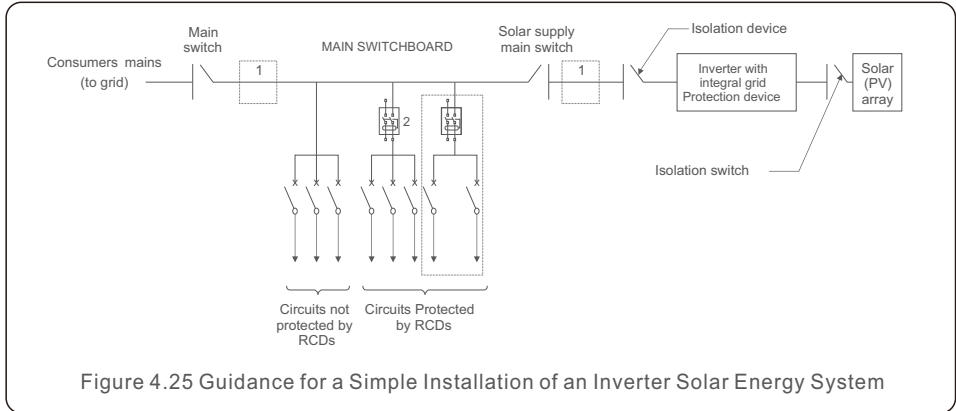 Main
switch
MAIN SWITCHBOARD
Solar supply
main switch
Isolation device
Consumers mains
(to grid)
1
1
Inverter with
integral grid
Protection device
Solar
(PV)
array
2
Isolation switch
Circuits not
protected by
RCDs
Circuits Protected
by RCDs
Figure 4.25 Guidance for a Simple Installation of an Inverter Solar Energy System